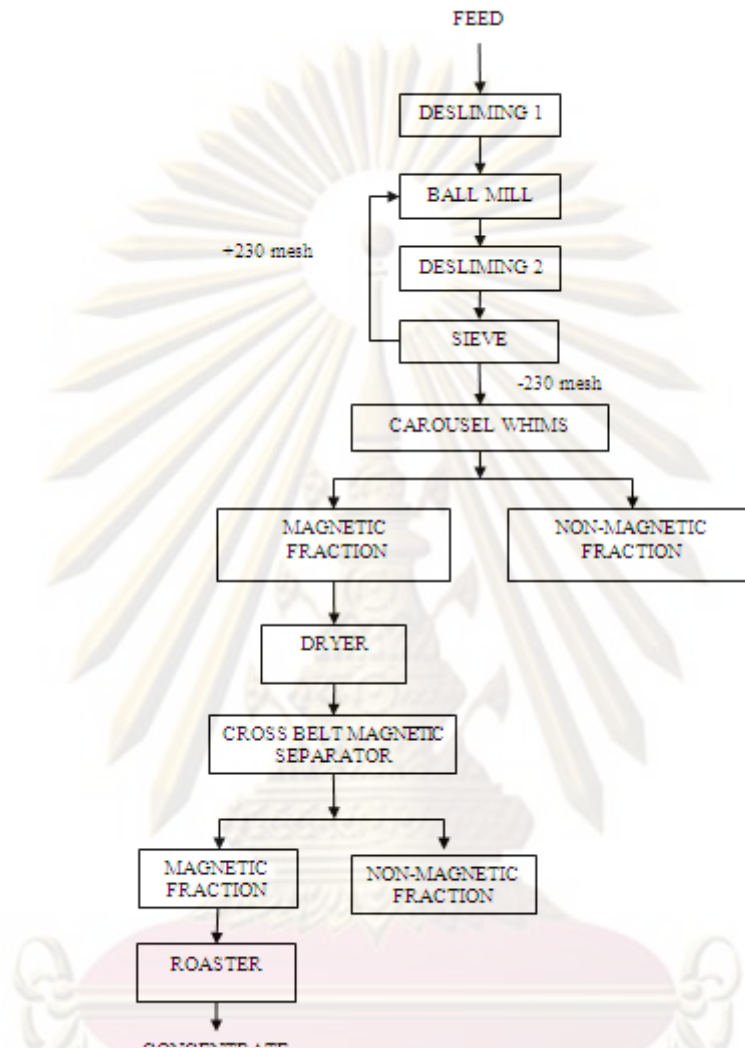 FEED
DESLIMING 1
BALL MILL
+230 mesh
DESLIMING 2
SIEVE
-230 mesh
CAROUSEL WHIMS
MAGNETIC
FRACTION
NON-MAGNETIC
FRACTION
DRYER
CROSS BELT MAGNETIC
SEPARATOR
MAGNETIC
FRACTION
NON-MAGNETIC
FRACTION
ROASTER
CONCENTRATE